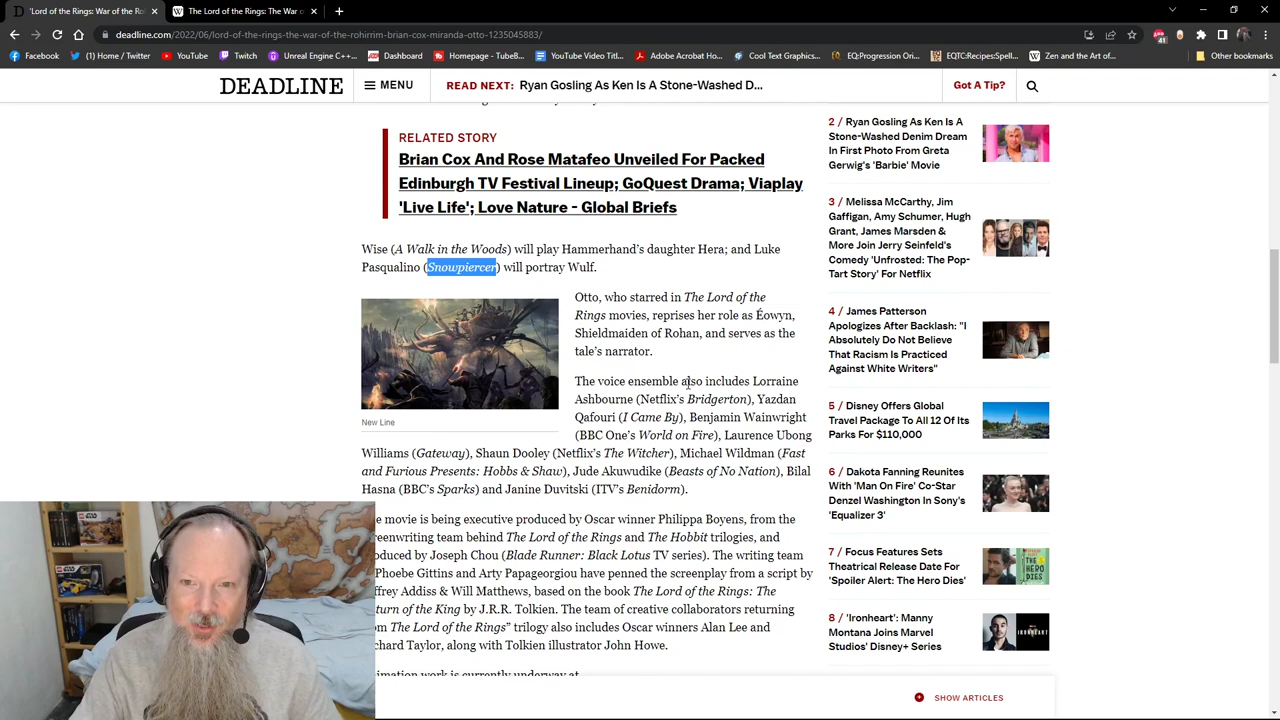 'Lord of the Rings: The War of the Rol
The War of the Rohirrim | The One
deadline.com/2022/06/lord-of-the-rings-the-war-of-the-rohirrim-brian-cox-miranda-otto-1235045883/
41
Facebook
YouTube
Twitch
Unreal Engine C++...
Dashboard
Homepage - TubeB...
YouTube Docs
Adobe Acrobat
Cool Text Graphics...
EQ:Progression Ori...
EQITC:Recipes|Spell...
Zen and the Art of...
Other bookmarks
DEADLINE
MENU
READ NEXT: Ryan Gosling As Ken Is A Stone-Washed D...
Got A Tip?
RELATED STORY
Brian Cox And Rose Matafeo Unveiled For Packed
Edinburgh TV Festival Lineup; GoQuest Drama; Viaplay
'Live Life'; Love Nature - Global Briefs
Wise (A Walk in the Woods) will play Hammerhand's daughter Hera; and Luke
Pasqualino (Snowpiercer) will portray Wulf.
Otto, who starred in The Lord of the
Rings movies, reprises her role as Éowyn,
Shieldmaiden of Rohan, and serves as the
tale's narrator.
New Line
The voice ensemble also includes Lorraine
Ashbourne (Netflix's Bridgerton), Yazdan
Qafouri (I Came By), Benjamin Wainwright
(BBC One's World on Fire), Laurence Ubong
Williams (Gateway), Shaun Dooley (Netflix's The Witcher), Michael Wildman (Fast
and Furious Presents: Hobbs & Shaw), Jude Akuwudike (Beasts of No Nation), Bilal
Hasna (BBC's Sparks) and Janine Duvitski (ITV's Benidorm).
e movie is being executive produced by Oscar winner Philippa Boyens, from the
reenwriting team behind The Lord of the Rings and The Hobbit trilogies, and
oduced by Joseph Chou (Blade Runner: Black Lotus TV series). The writing team
Phoebe Gittins and Arty Papageorgiou have penned the screenplay from a script by
ffrey Addiss & Will Matthews, based on the book The Lord of the Rings: The
turn of the King by J.R.R. Tolkien. The team of creative collaborators returning
om The Lord of the Rings" trilogy also includes Oscar winners Alan Lee and
chard Taylor, along with Tolkien illustrator John Howe.
imation work is currently underway at
2 / Ryan Gosling As Ken Is A
Stone-Washed Denim Dream
In First Photo From Greta
Gerwig's 'Barbie' Movie
3 / Melissa McCarthy, Jim
Gaffigan, Amy Schumer, Hugh
Grant, James Marsden &
More Join Jerry Seinfeld's
Comedy 'Unfrosted: The Pop-
Tart Story' For Netflix
4 / James Patterson
Apologizes After Backlash: "I
Absolutely Do Not Believe
That Racism Is Practiced
Against White Writers"
5 / Disney Offers Global
Travel Package To All 12 Of Its
Parks For $110,000
6 / Dakota Fanning Reunites
With 'Man On Fire' Co-Star
Denzel Washington In Sony's
'Equalizer 3'
7 / Focus Features Sets
Theatrical Release Date For
'Spoiler Alert: The Hero Dies'
THE
HERO
DIES
8 / 'Ironheart': Manny
Montana Joins Marvel
Studios' Disney+ Series
IRONHEART
SHOW ARTICLES